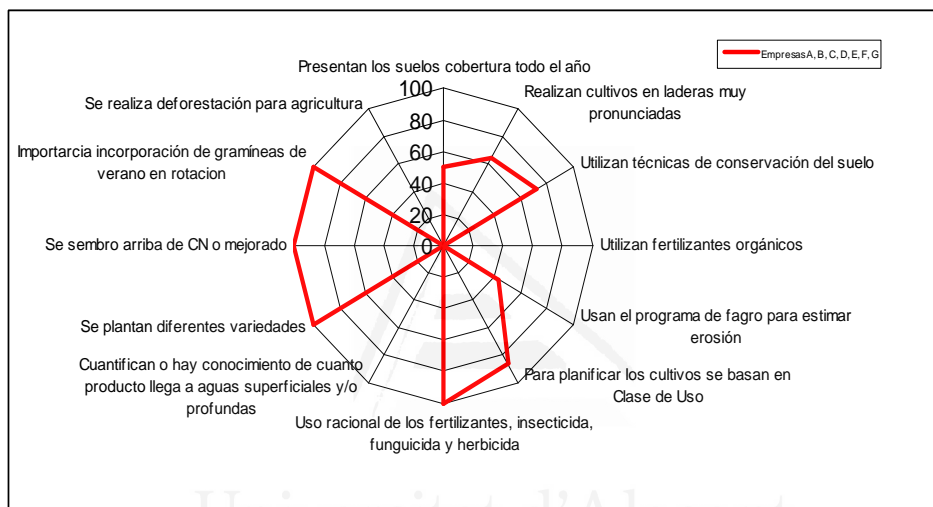 Empresas A, B, C, D, E, F, G
Presentan los suelos cobertura todo el año
Realizan cultivos en laderas muy
pronunciadas
Utilizan técnicas de conservación del suelo
Utilizan fertilizantes orgánicos
Usan el programa de fagro para estimar
erosión
Para planificar los cultivos se basan en
Clase de Uso
Uso racional de los fertilizantes, insecticida,
funguicida y herbicida
Cuantifican o hay conocimiento de cuanto
producto llega a aguas superficiales y/o
profundas
Se plantan diferentes variedades
Se sembro arriba de CN o mejorado
Importarcia incorporación de gramíneas de
verano en rotacion
Se realiza deforestación para agricultura
100
80
60
40
20
0